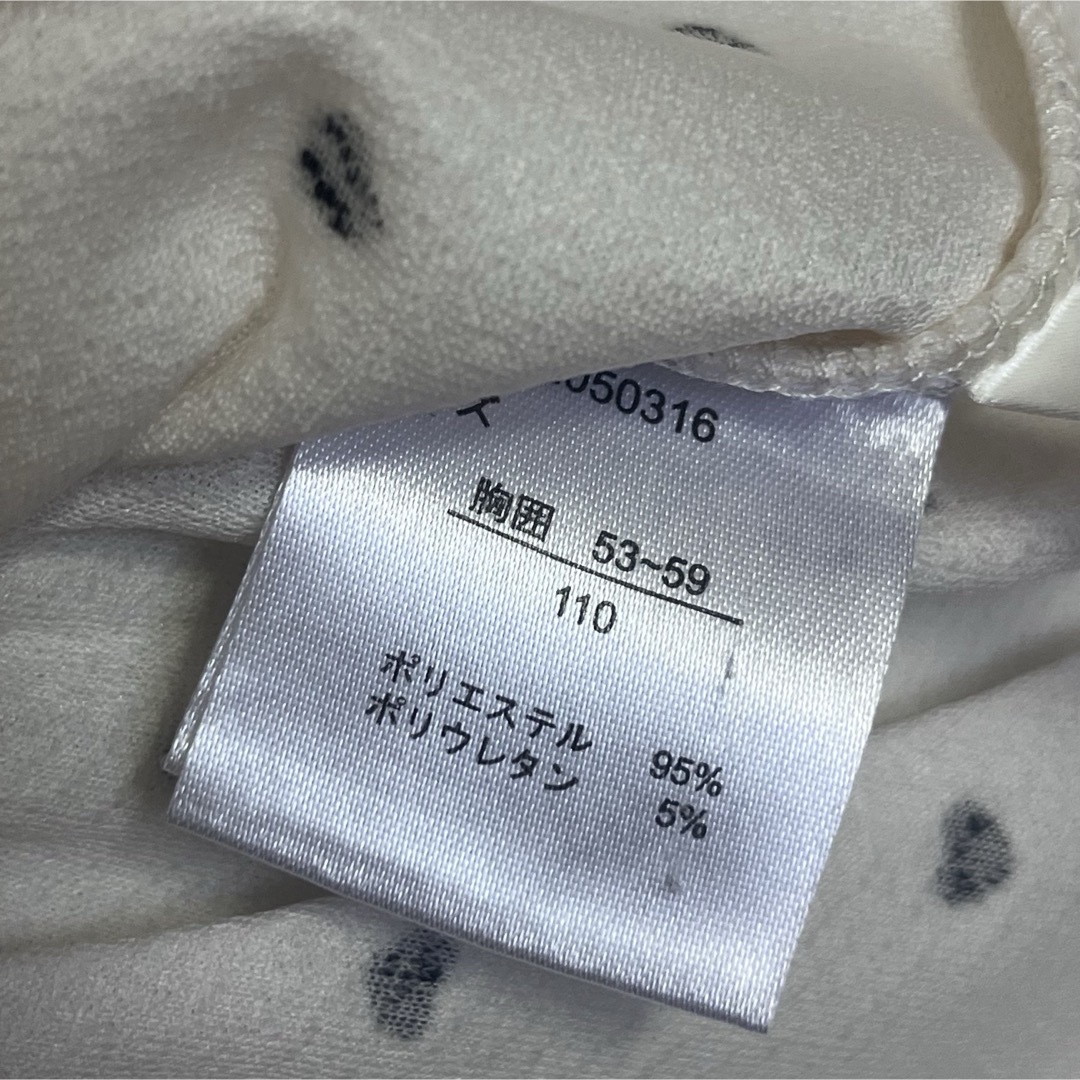 050316
ズ
胸囲 53~59
110
ポリエステル 95%
ポリウレタン 5%